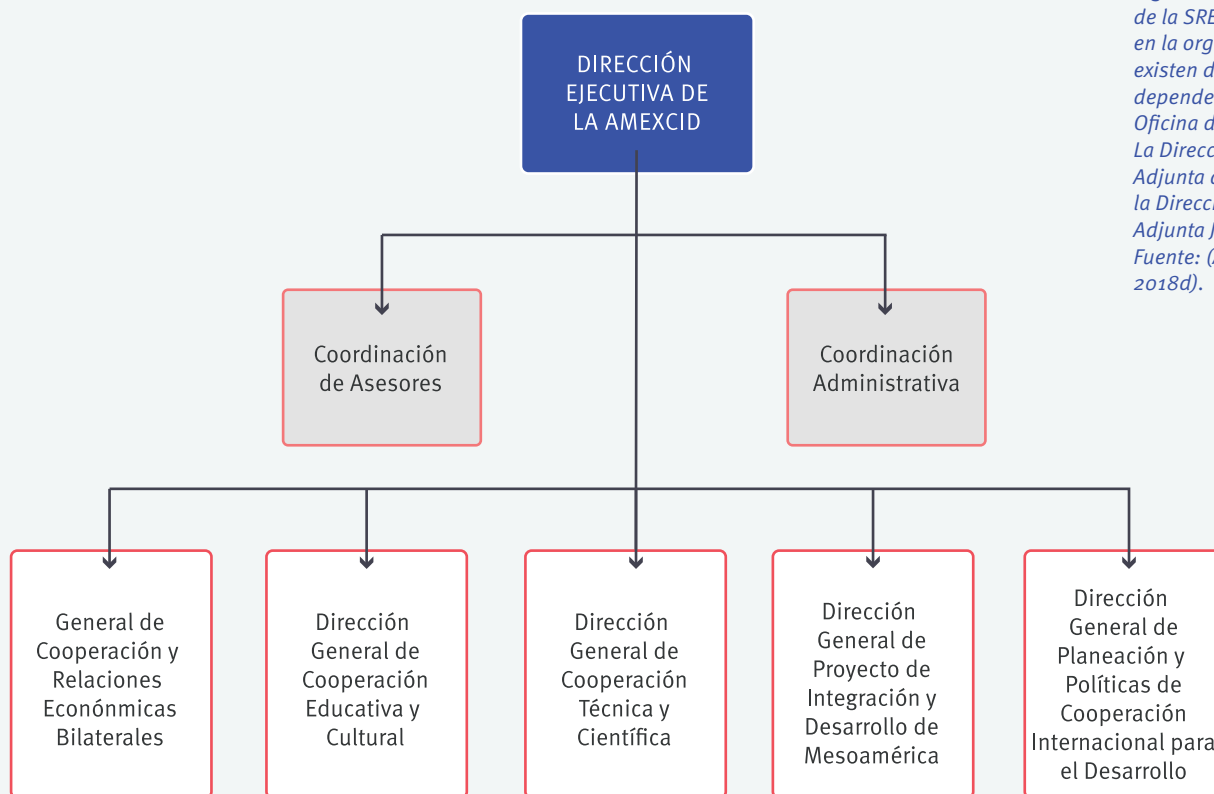 de la SRE
en la org
existen d
depende
Oficina d
La Direcc
Adjunta
la Direcci
Adjunta
Fuente:
2018d).
DIRECCIÓN
EJECUTIVA DE
LA AMEXCID
Coordinación
de Asesores
Coordinación
Administrativa
General de
Cooperación y
Relaciones
Econónmicas
Bilaterales
Dirección
General de
Cooperación
Educativa y
Cultural
Dirección
General de
Cooperación
Técnica y
Científica
Dirección
General de
Proyecto de
Integración y
Desarrollo de
Mesoamérica
Dirección
General de
Planeación y
Políticas de
Cooperación
Internacional para
el Desarrollo